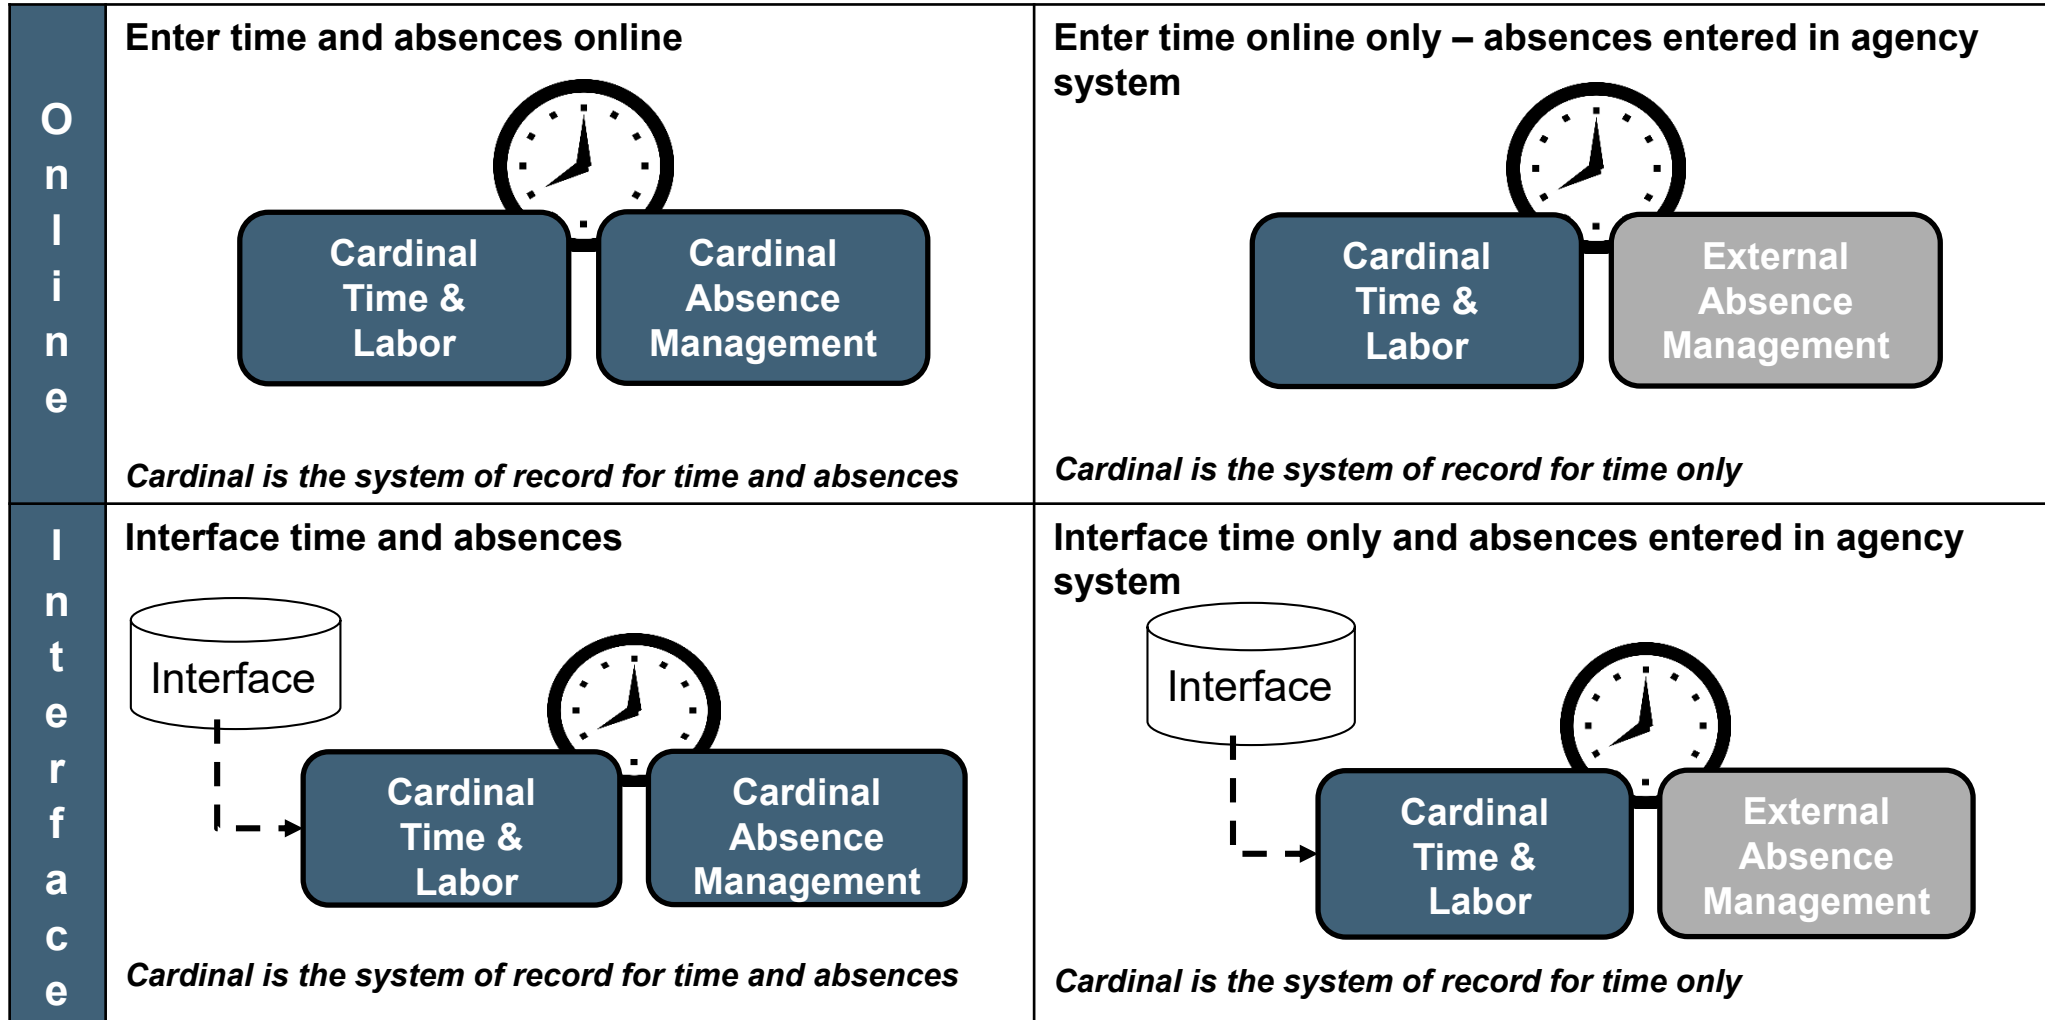 Online
Enter time and absences online
Cardinal
Time &
Labor
Cardinal
Absence
Management
Cardinal is the system of record for time and absences
Enter time online only – absences entered in agency
system
Cardinal
Time &
Labor
External
Absence
Management
Cardinal is the system of record for time only
Interface
Interface time and absences
Interface
Cardinal
Time &
Labor
Cardinal
Absence
Management
Cardinal is the system of record for time and absences
Interface time only and absences entered in agency
system
Interface
Cardinal
Time &
Labor
External
Absence
Management
Cardinal is the system of record for time only